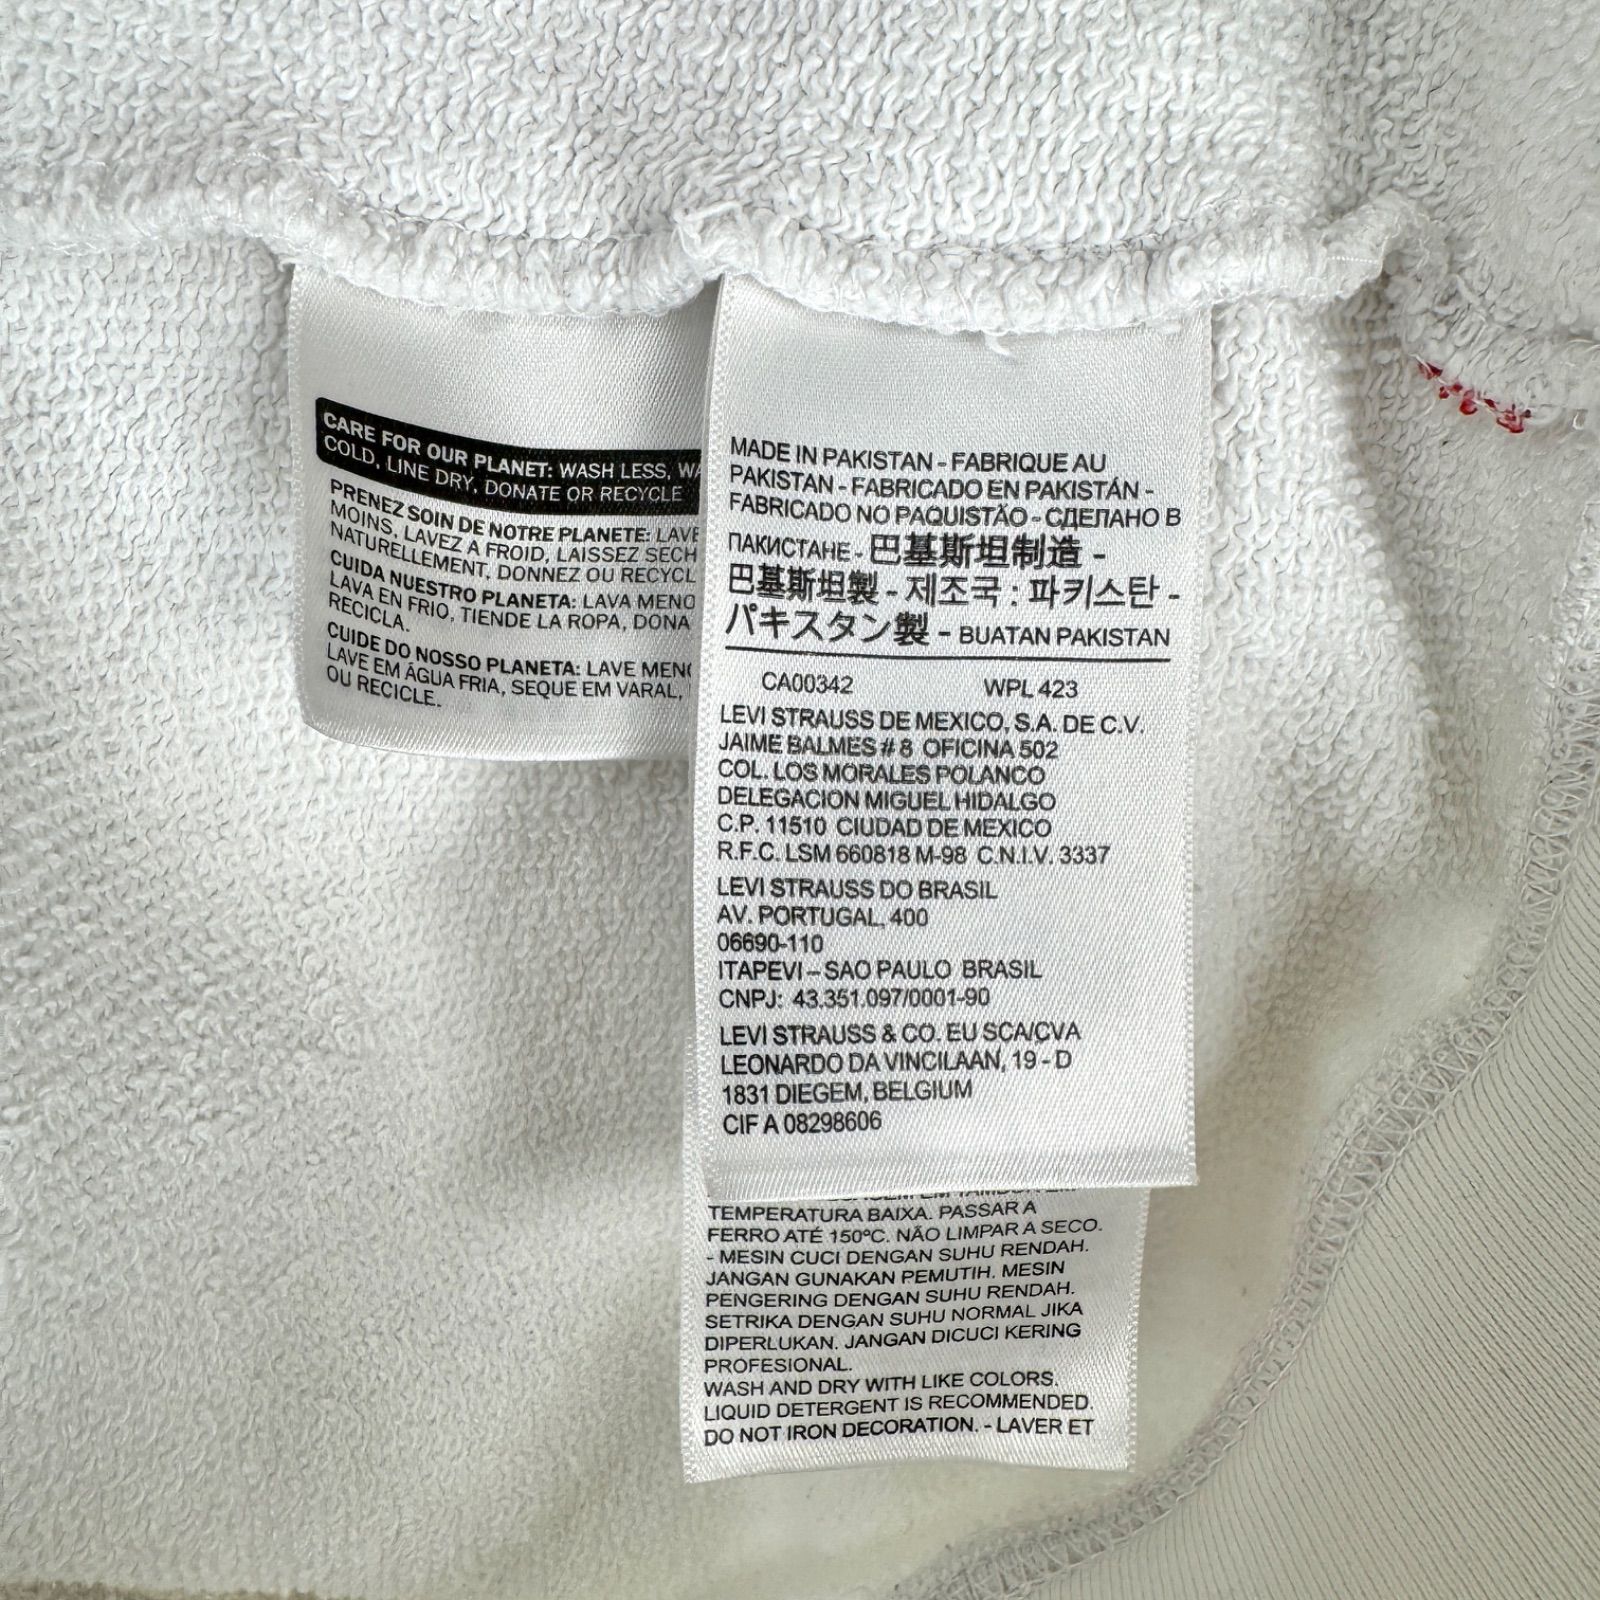 CARE FOR OUR PLANET: WASH LESS,
COLD, LINE DRY, DONATE OR RECYCLE
PRENEZ SOIN DE NOTRE PLANETE:
MOINS, LAVEZ A FROID, LAISSEZ
NATURELLEMENT, DONNEZ OU
CUIDA NUESTRO PLANETA: LAVA
LAVA EN FRIO, TIENDE LA ROPA, DONA
RECICLA.
CUIDE DO NOSSO PLANETA: LAVE
LAVE EM ÁGUA FRIA, SEQUE EM VARAL,
OU RECICLE.
MADE IN PAKISTAN - FABRIQUE AU
PAKISTAN - FABRICADO EN PAKISTÁN -
FABRICADO NO PAQUISTÃO - СДЕЛАНО В
ПАКИСТАНЕ - 巴基斯坦制造 -
巴基斯坦製 - 제조국 : 파키스탄 -
パキスタン製 - BUATAN PAKISTAN
CA00342 WPL 423
LEVI STRAUSS DE MEXICO, S.A. DE C.V.
JAIME BALMES # 8 OFICINA 502
COL. LOS MORALES POLANCO
DELEGACION MIGUEL HIDALGO
C.P. 11510 CIUDAD DE MEXICO
R.F.C. LSM 660818 M-98 C.N.I.V. 3337
LEVI STRAUSS DO BRASIL
AV. PORTUGAL, 400
06690-110
ITAPEVI – SAO PAULO BRASIL
CNPJ: 43.351.097/0001-90
LEVI STRAUSS & CO. EU SCA/CVA
LEONARDO DA VINCILAAN, 19 - D
1831 DIEGEM, BELGIUM
CIF A 08298606
TEMPERATURA BAIXA. PASSAR A
FERRO ATÉ 150ºC. NÃO LIMPAR A SECO.
- MESIN CUCI DENGAN SUHU RENDAH.
JANGAN GUNAKAN PEMUTIH. MESIN
PENGERING DENGAN SUHU RENDAH.
SETRIKA DENGAN SUHU NORMAL JIKA
DIPERLUKAN. JANGAN DICUCI KERING
PROFESIONAL.
WASH AND DRY WITH LIKE COLORS.
LIQUID DETERGENT IS RECOMMENDED.
DO NOT IRON DECORATION. - LAVER ET